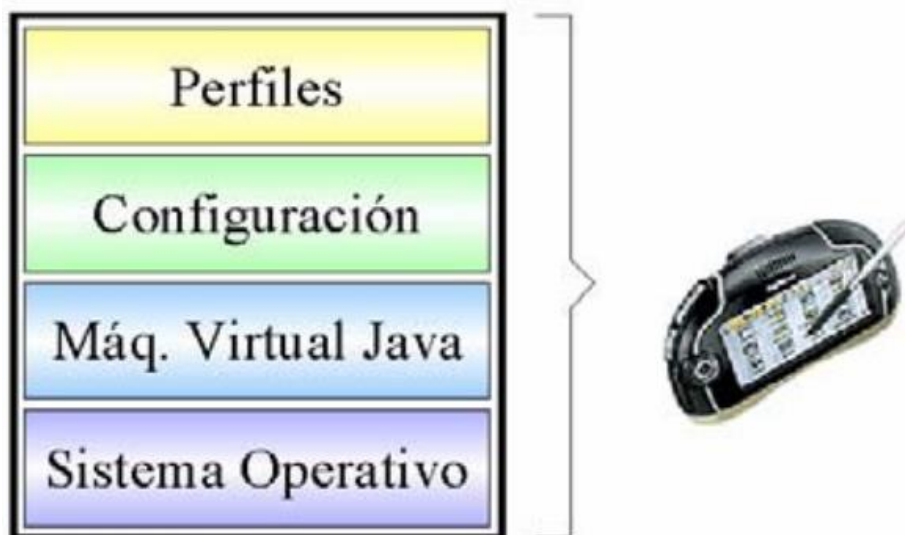 Perfiles
Configuración
Máq. Virtual Java
Sistema Operativo